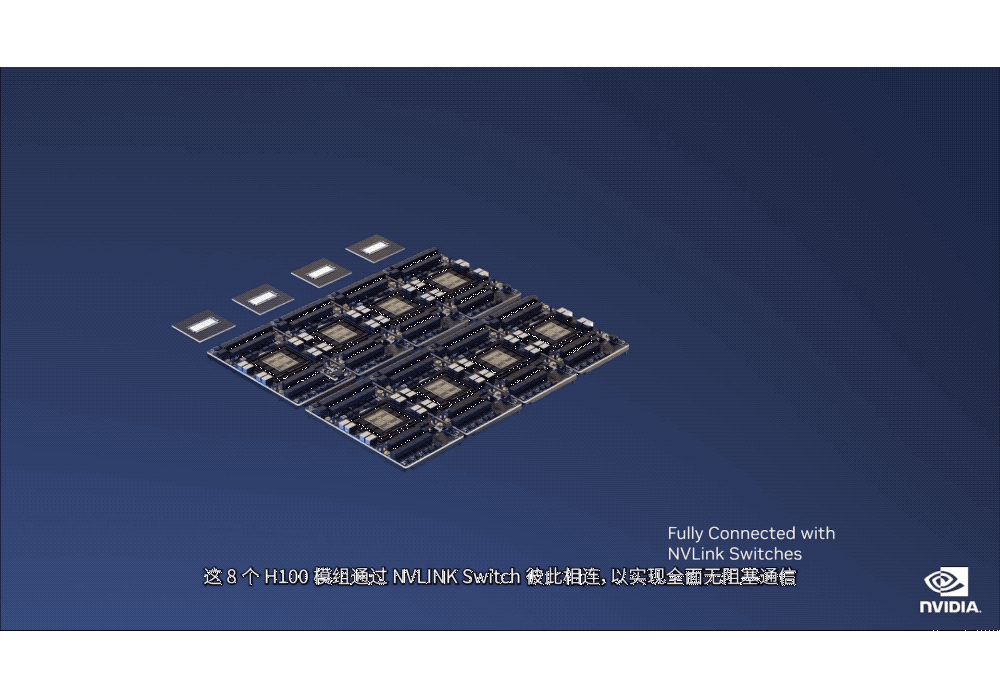 Fully Connected with
NVLink Switches
这 8 个 H100 模组通过 NVLINK Switch 彼此相连, 以实现全面无阻塞通信
NVIDIA.